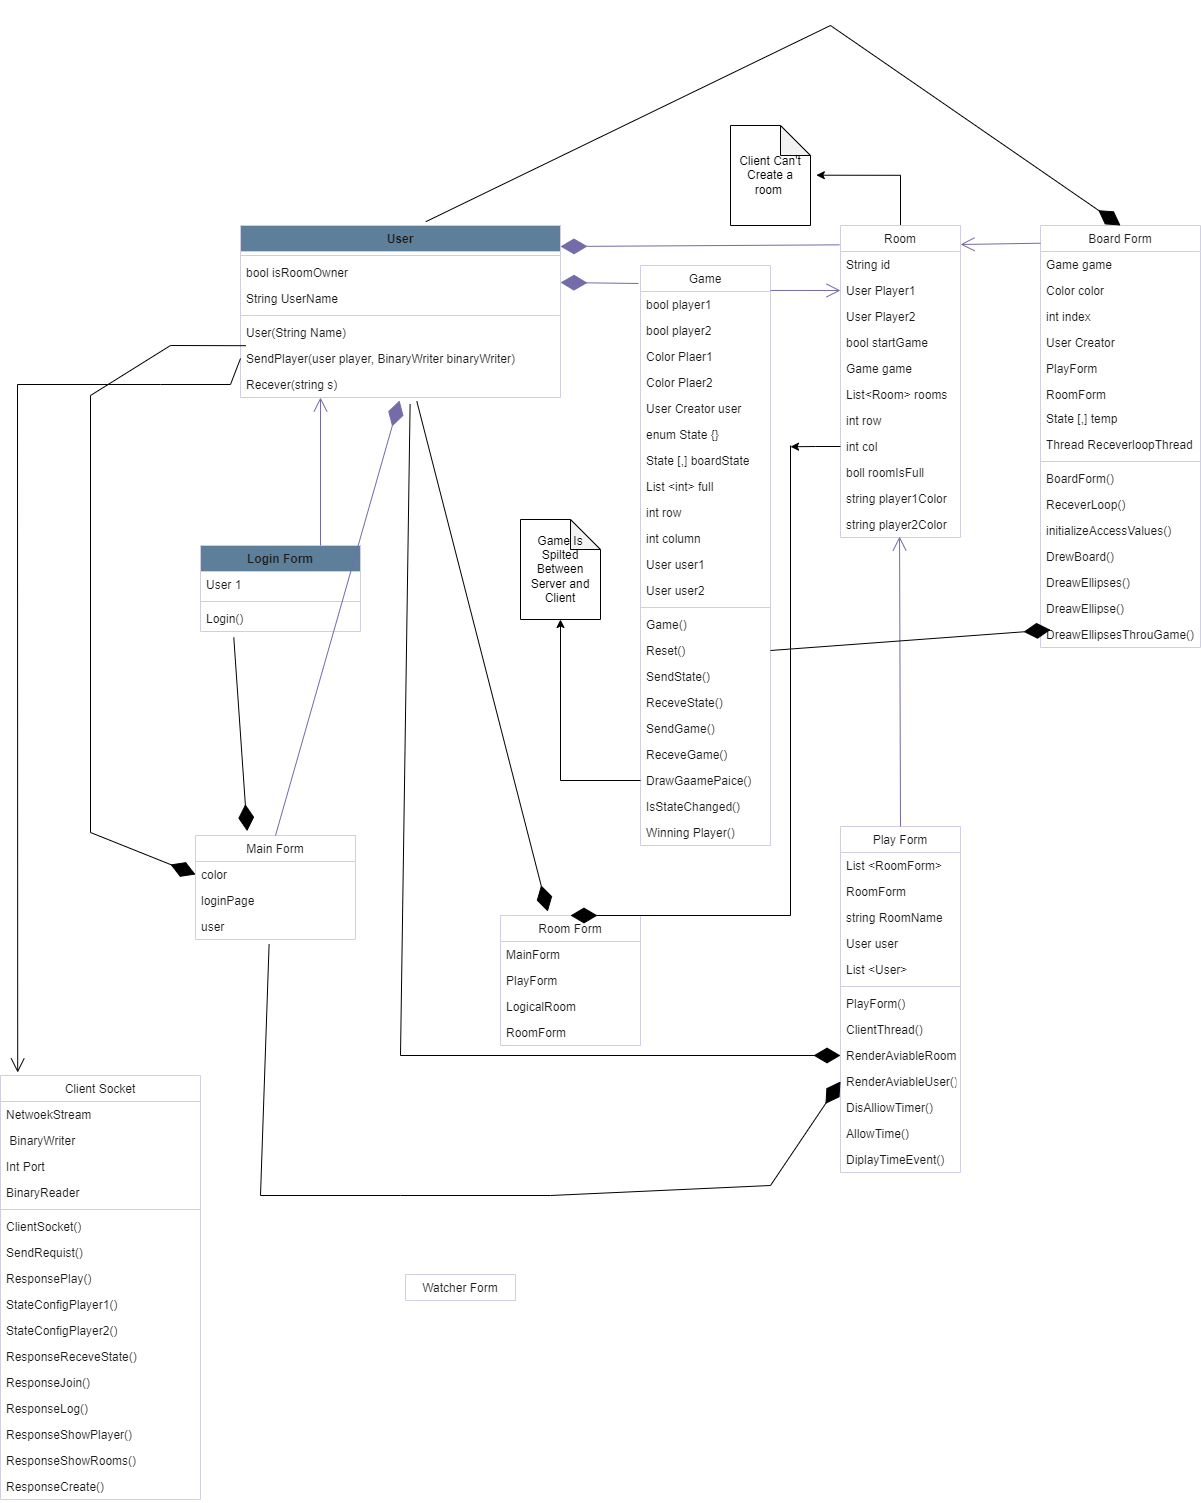 Client Can't
Create a
room
User
bool isRoomOwner
String UserName
User(String Name)
SendPlayer(user player, BinaryWriter binaryWriter)
Recever(string s)
Game
bool player1
bool player2
Color Plaer1
Color Plaer2
User Creator user
enum State {}
State [,] boardState
List <int> full
int row
int column
User user1
User user2
Game()
Reset()
SendState()
ReceveState()
SendGame()
ReceveGame()
DrawGaamePaice()
IsStateChanged()
Winning Player()
Room
String id
User Player1
User Player2
bool startGame
Game game
List<Room> rooms
int row
int col
boll roomIsFull
string player1Color
string player2Color
Board Form
Game game
Color color
int index
User Creator
PlayForm
RoomForm
State [,] temp
Thread ReceverloopThread
BoardForm()
ReceverLoop()
initializeAccessValues()
DrewBoard()
DreawEllipses()
DreawEllipse()
DreawEllipsesThrouGame()
Game Is
Spilted
Between
Server and
Client
Login Form
User 1
Login()
Main Form
color
loginPage
user
Room Form
MainForm
PlayForm
LogicalRoom
RoomForm
Play Form
List <RoomForm>
RoomForm
string RoomName
User user
List <User>
PlayForm()
ClientThread()
RenderAviableRoom
RenderAviableUser()
DisAlliowTimer()
AllowTime()
DiplayTimeEvent()
Client Socket
NetwoekStream
BinaryWriter
Int Port
BinaryReader
ClientSocket()
SendRequist()
ResponsePlay()
StateConfigPlayer1()
StateConfigPlayer2()
ResponseReceveState()
ResponseJoin()
ResponseLog()
ResponseShowPlayer()
ResponseShowRooms()
ResponseCreate()
Watcher Form